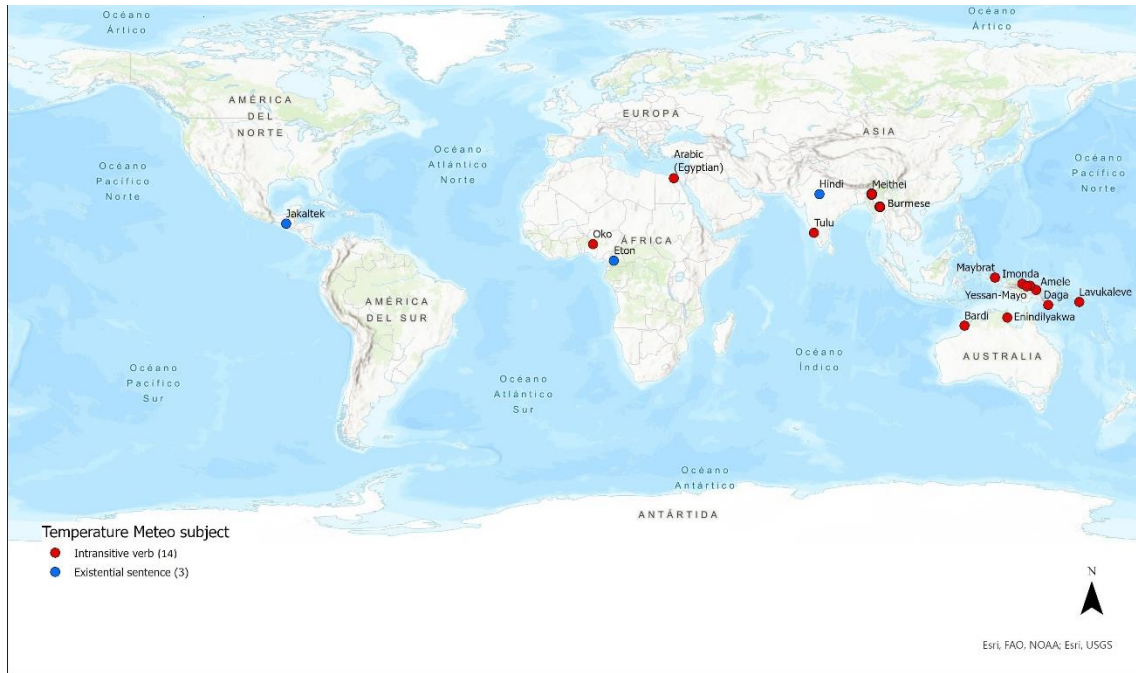 Océano
Ártico
Océano
Ártico
AMÉRICA
DEL
NORTE
EUROPA
ASIA
Océano
Pacífico
Norte
Océano
Atlántico
Norte
Océano
Pacífico
Norte
Arabic
(Egyptian)
Hindi
Meithei
Burmese
Jakaltek
Tulu
Oko
ÁFRICA
Eton
Maybrat
Imonda
Amele
Yessan-Mayo
Daga
Lavukaleve
Bardi
Enindilyakwa
AMÉRICA
DEL SUR
AUSTRALIA
Océano
Índico
Océano
Pacífico
Sur
Océano
Atlántico
Sur
Océano
Antártico
ANTÁRTIDA
Temperature Meteo subject
Intransitive verb (14)
Existential sentence (3)
N
Esri, FAO, NOAA; Esri, USGS